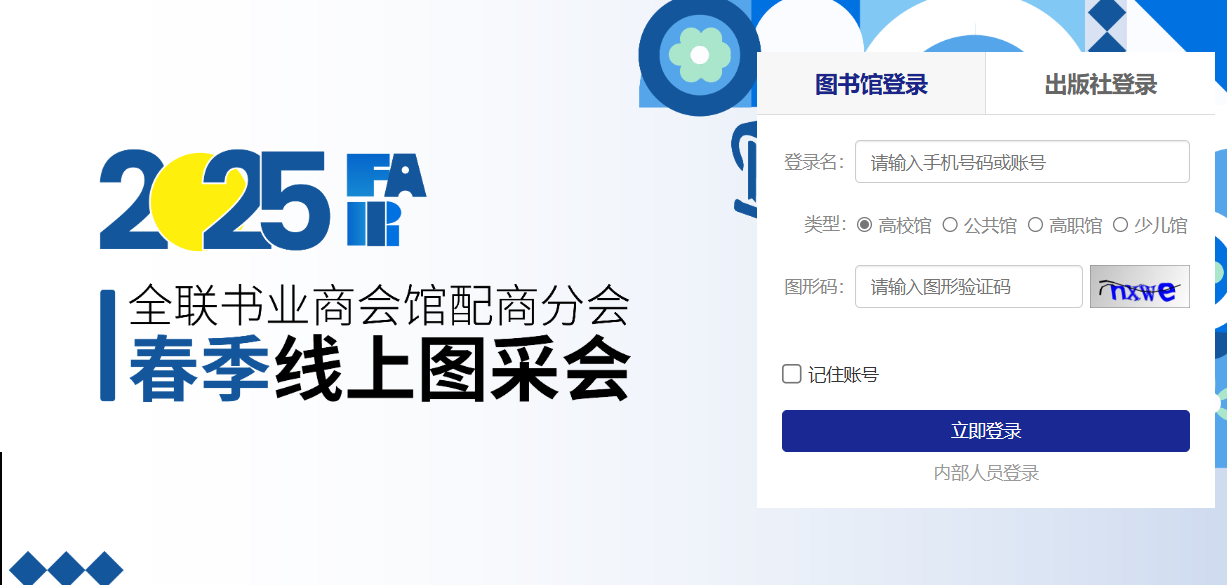 2025 FAIR
全联书业商会馆配商分会
春季线上图采会
图书馆登录 出版社登录
登录名： 请输入手机号码或账号
类型： 高校馆 公共馆 高职馆 少儿馆
图形码： 请输入图形验证码 nxwe
记住账号
立即登录
内部人员登录